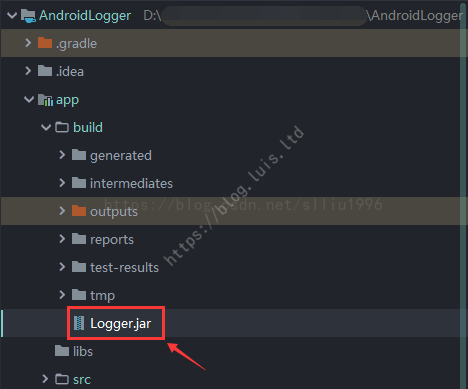 AndroidLogger D:\ \AndroidLogger
.gradle
.idea
app
build
generated
intermediates
outputs
reports
test-results
tmp
Logger.jar
libs
src
https://blog.luis.ltd
https://blog.csdn.net/slliu1996